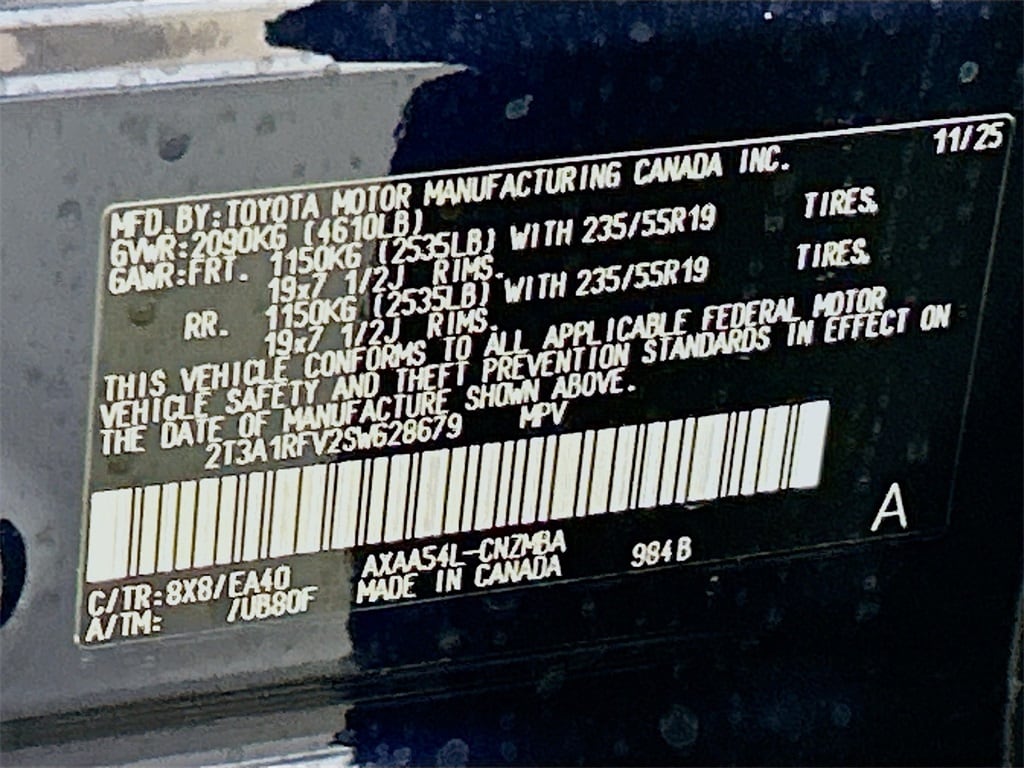 11/25
MFD.BY:TOYOTA MOTOR MANUFACTURING CANADA INC.
GVWR:2090KG (4610LB)
GAWR:FRT. 1150KG (2535LB) WITH 235/55R19 TIRES,
19x7 1/2J RIMS.
RR. 1150KG (2535LB) WITH 235/55R19 TIRES,
19x7 1/2J RIMS.
THIS VEHICLE CONFORMS TO ALL APPLICABLE FEDERAL MOTOR
VEHICLE SAFETY AND THEFT PREVENTION STANDARDS IN EFFECT ON
THE DATE OF MANUFACTURE SHOWN ABOVE.
2T3A1RFV2SW628679 MPV
A
C/TR:8X8/EA40 AXAA54L-CNZMBA 984B
A/TM: /UB80F MADE IN CANADA